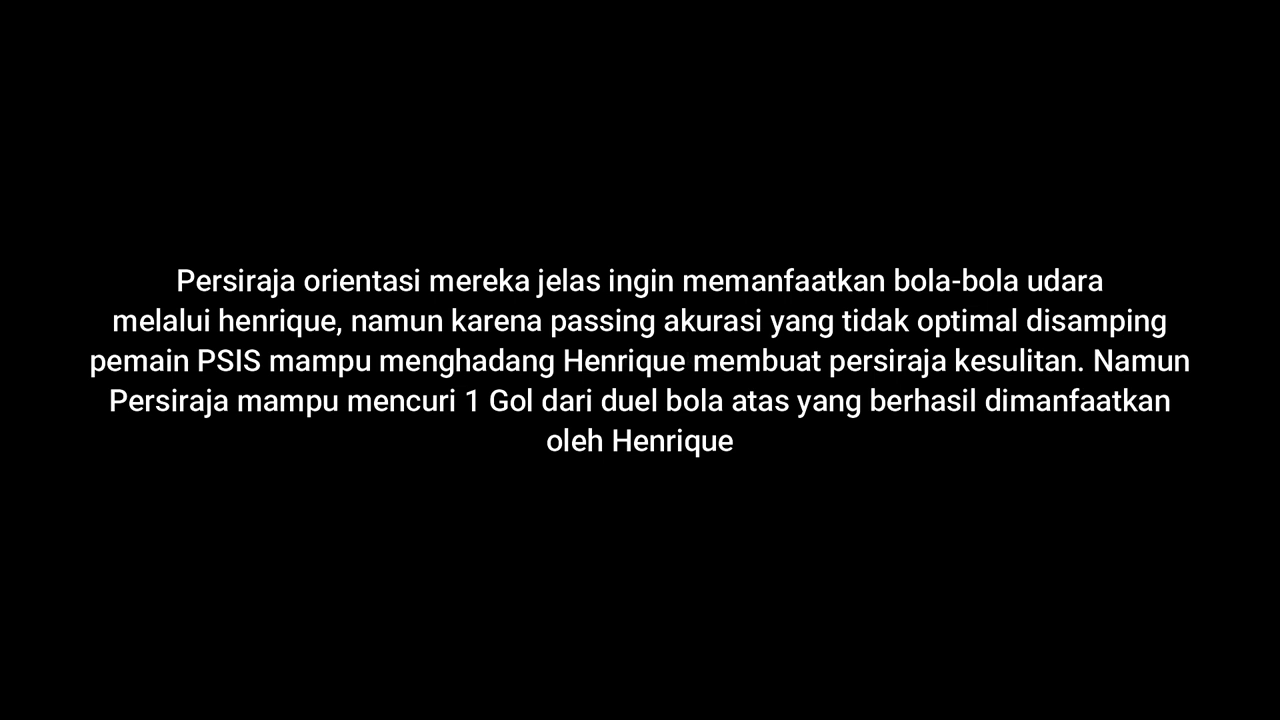 Persiraja orientasi mereka jelas ingin memanfaatkan bola-bola udara
melalui henrique, namun karena passing akurasi yang tidak optimal disamping
pemain PSIS mampu menghadang Henrique membuat persiraja kesulitan. Namun
Persiraja mampu mencuri 1 Gol dari duel bola atas yang berhasil dimanfaatkan
oleh Henrique